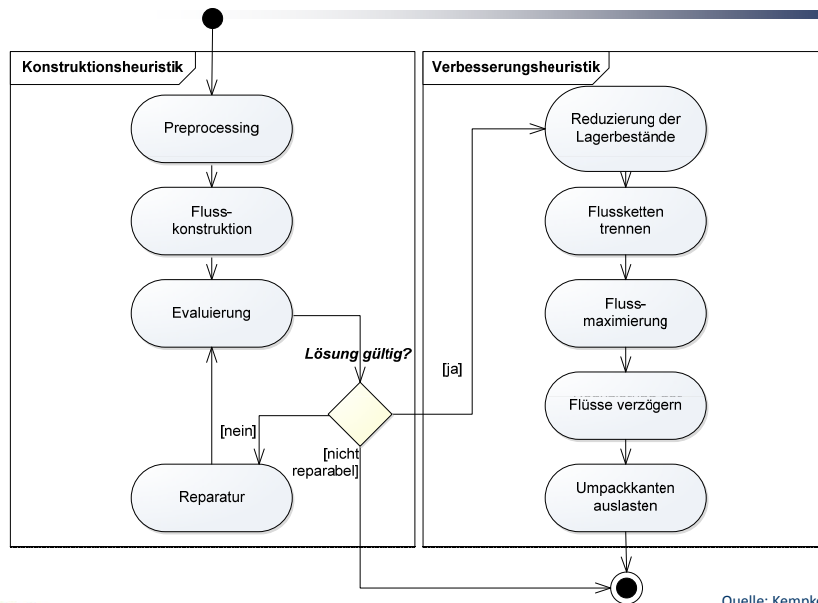 Konstruktionsheuristik
Preprocessing
Fluss-
konstruktion
Evaluierung
Lösung gültig?
[nein]
[nicht
reparabel]
Reparatur
[ja]
Verbesserungsheuristik
Reduzierung der
Lagerbestände
Flussketten
trennen
Fluss-
maximierung
Flüsse verzögern
Umpackkanten
auslasten
Quelle: